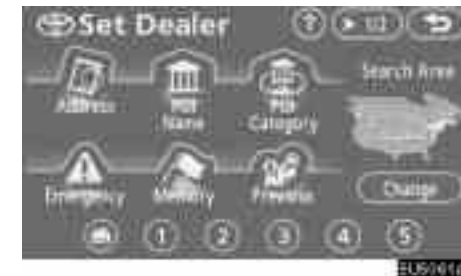 Set Dealer
? 1/2
Address POI Name POI Category
Search Area
Change
Emergency Memory Previous
1 2 3 4 5